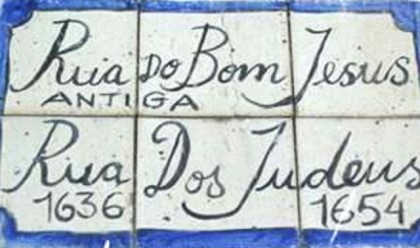 Rua DO Bom Jesus
ANTIGA
Rua Dos Judeus
1636 1654